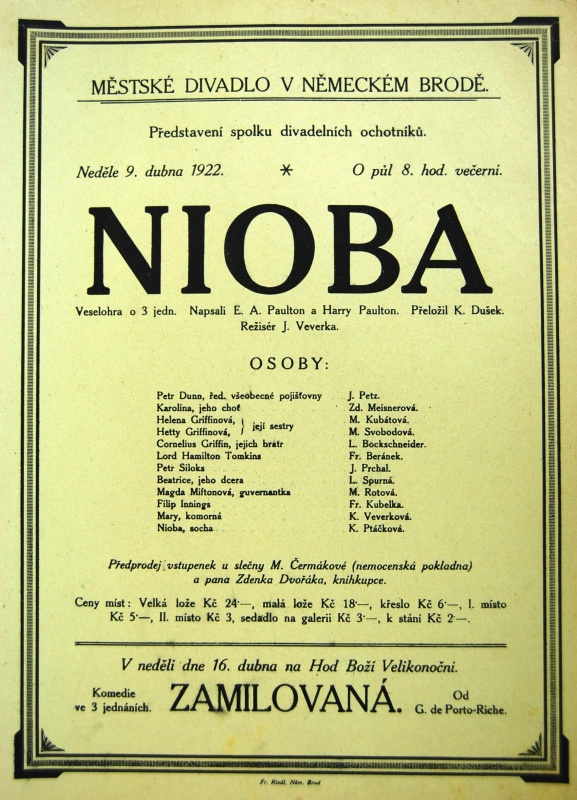 MĚSTSKÉ DIVADLO V NĚMECKÉM BRODĚ.
Představení spolku divadelních ochotníků.
Neděle 9. dubna 1922. * O půl 8. hod. večerní.
NIOBA
Veselohra o 3 jedn. Napsali E. A. Paulton a Harry Paulton. Přeložil K. Dušek.
Režisér J. Veverka.
OSOBY:
Petr Dunn, řed. všeobecné pojišťovny J. Petz.
Karolina, jeho choť Zd. Meisnerová.
Helena Griffinová, M. Kubátová.
} její sestry
Hetty Griffinová, M. Svobodová.
Cornelius Griffin, jejich bratr L. Böckschneider.
Lord Hamilton Tomkins Fr. Beránek.
Petr Siloks J. Prchal.
Beatrice, jeho dcera L. Spurná.
Magda Miftonová, guvernantka M. Rotová.
Filip Innings Fr. Kubelka.
Mary, komorná K. Veverková.
Nioba, socha K. Ptáčková.
Předprodej vstupenek u slečny M. Čermákové (nemocenská pokladna)
a pana Zdenka Dvořáka, knihkupce.
Ceny míst: Velká lože Kč 24·—, malá lože Kč 18·—, křeslo Kč 6·—, I. místo
Kč 5·—, II. místo Kč 3, sedadlo na galerii Kč 3·—, k stání Kč 2·—.
V neděli dne 16. dubna na Hod Boží Velikonoční.
Komedie
ve 3 jednáních. ZAMILOVANÁ. Od
G. de Porto-Riche.
Fr. Riedl, Něm. Brod